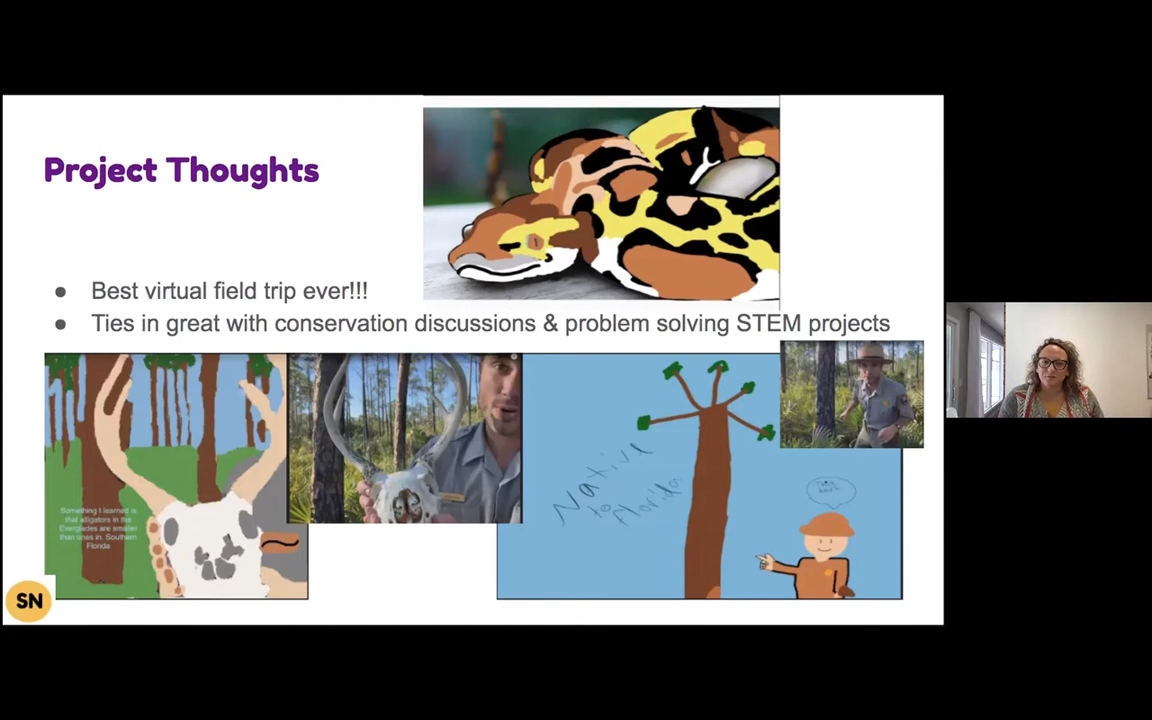 Project Thoughts
Best virtual field trip ever!!!
Ties in great with conservation discussions & problem solving STEM projects
Something I learned is
that alligators in the
Everglades are smaller
than ones in. Southern
Florida
Native
to
florida
SN